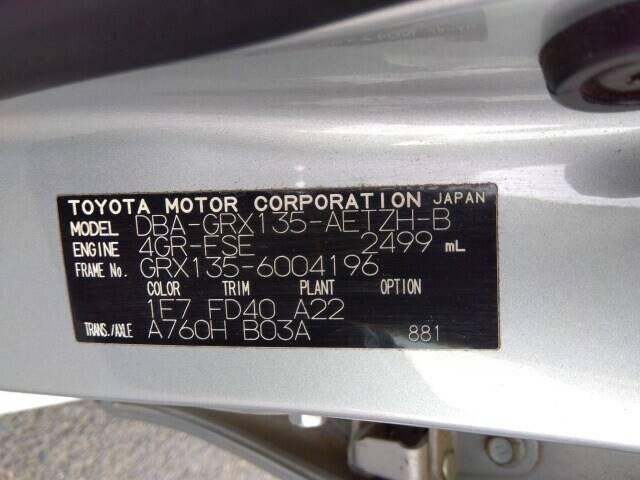 TOYOTA MOTOR CORPORATION JAPAN
MODEL DBA-GRX135-AETZH-B
ENGINE 4GR-FSE 2499 mL
FRAME No. GRX135-6004196
COLOR TRIM PLANT OPTION
1E7 FD40 A22
TRANS./AXLE A760H B03A 881